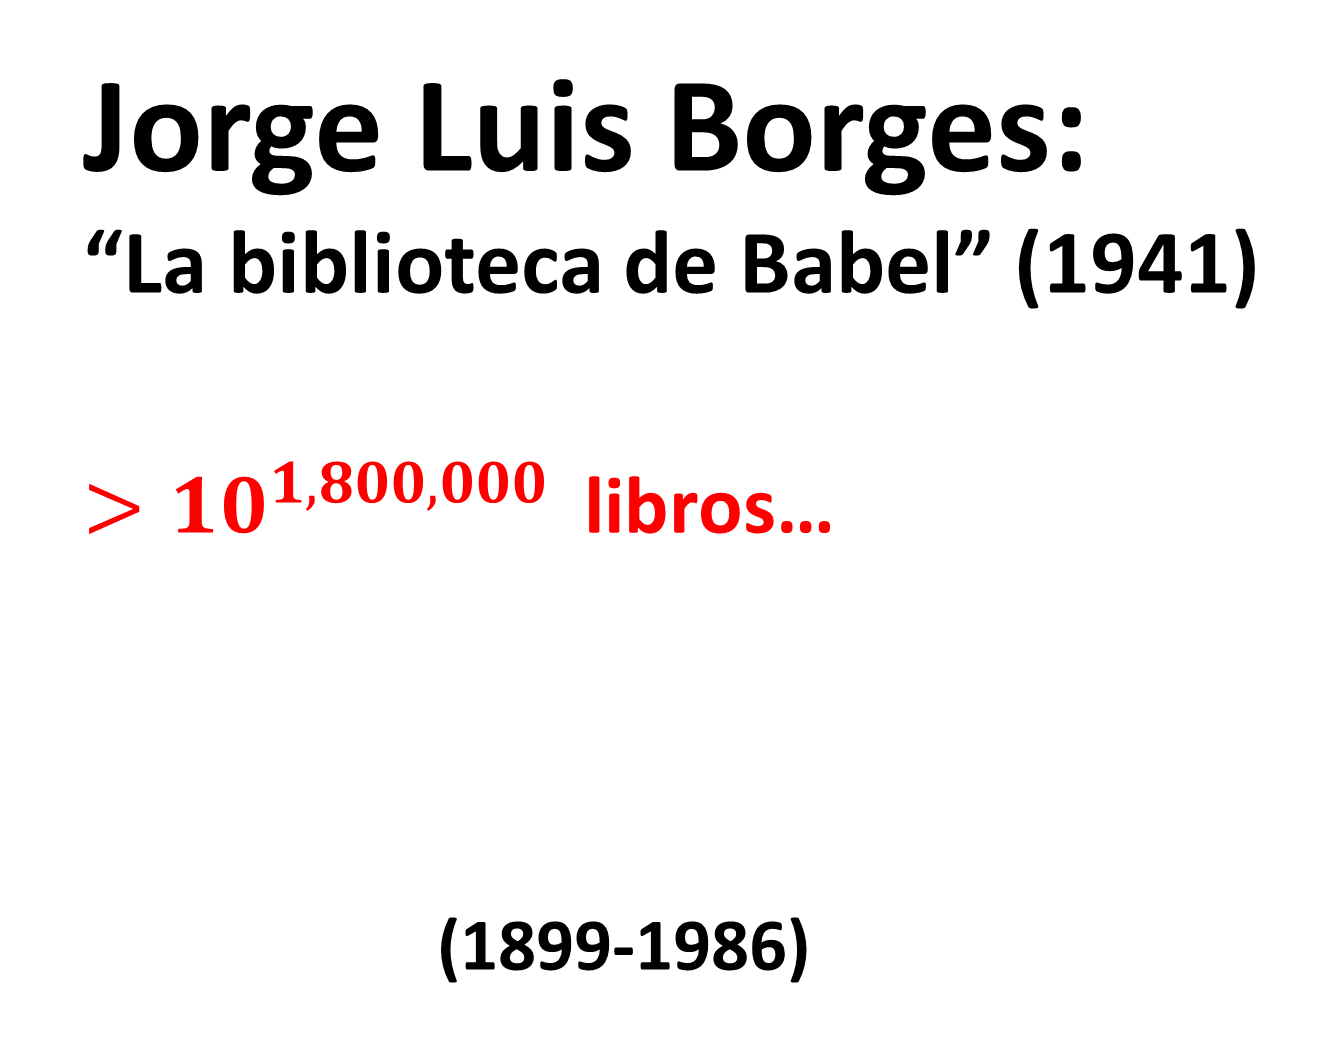 Jorge Luis Borges:
“La biblioteca de Babel” (1941)
> 10^1,800,000 libros...
(1899-1986)